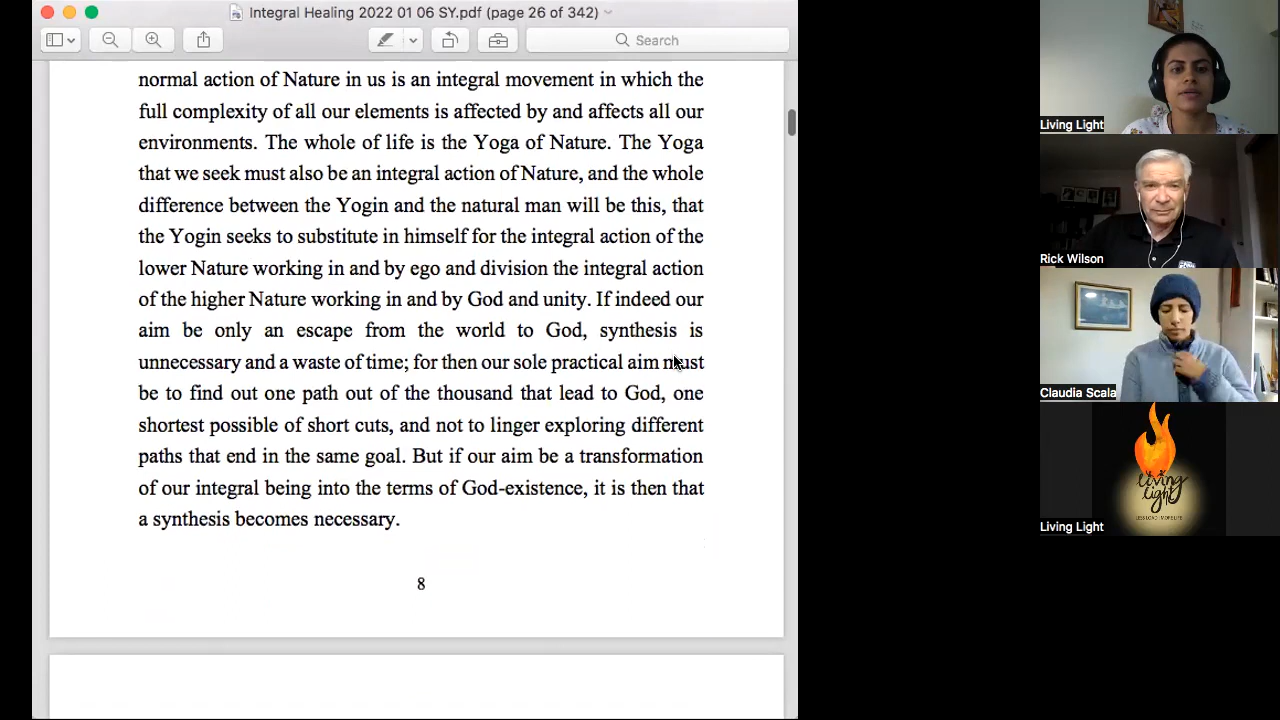 Integral Healing 2022 01 06 SY.pdf (page 26 of 342)
Search
normal action of Nature in us is an integral movement in which the
full complexity of all our elements is affected by and affects all our
environments. The whole of life is the Yoga of Nature. The Yoga
that we seek must also be an integral action of Nature, and the whole
difference between the Yogin and the natural man will be this, that
the Yogin seeks to substitute in himself for the integral action of the
lower Nature working in and by ego and division the integral action
of the higher Nature working in and by God and unity. If indeed our
aim be only an escape from the world to God, synthesis is
unnecessary and a waste of time; for then our sole practical aim must
be to find out one path out of the thousand that lead to God, one
shortest possible of short cuts, and not to linger exploring different
paths that end in the same goal. But if our aim be a transformation
of our integral being into the terms of God-existence, it is then that
a synthesis becomes necessary.
8
Living Light
Rick Wilson
Claudia Scala
living
light
LESS LOAD · MORE LIFE
Living Light